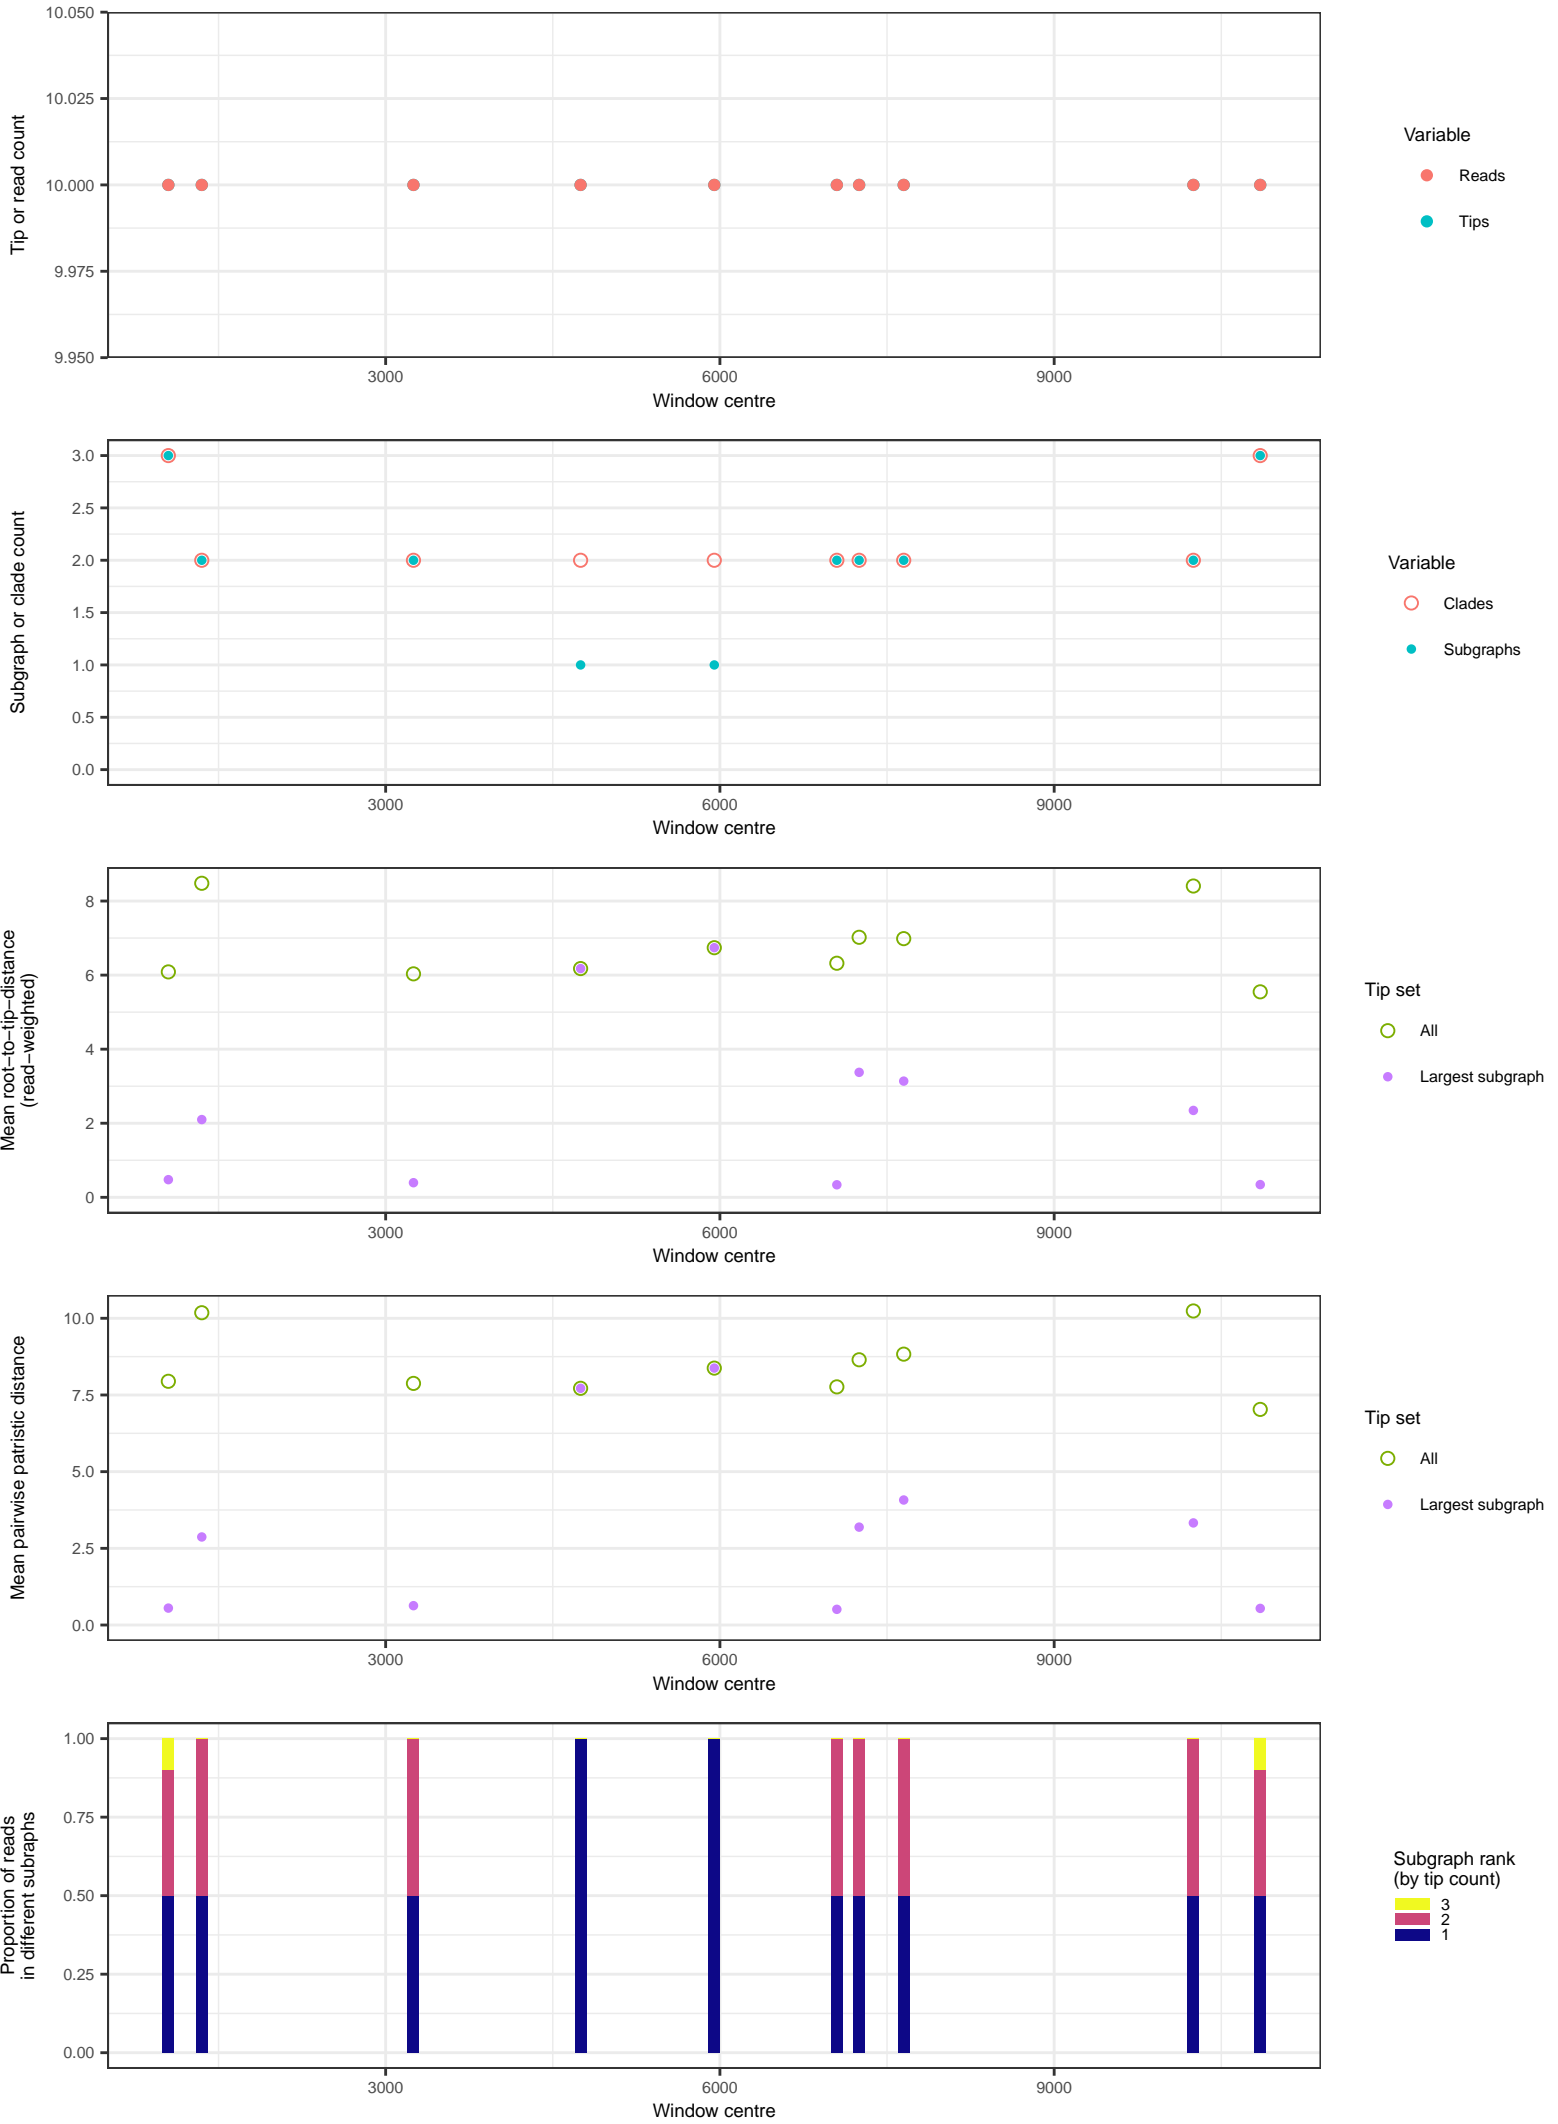 10.050
10.025
10.000
9.975
9.950
Tip or read count
3000 6000 9000
Window centre
Variable
Reads
Tips
3.0
2.5
2.0
1.5
1.0
0.5
0.0
Subgraph or clade count
3000 6000 9000
Window centre
Variable
Clades
Subgraphs
8
6
4
2
0
Mean root−to−tip−distance
(read−weighted)
3000 6000 9000
Window centre
Tip set
All
Largest subgraph
10.0
7.5
5.0
2.5
0.0
Mean pairwise patristic distance
3000 6000 9000
Window centre
Tip set
All
Largest subgraph
1.00
0.75
0.50
0.25
0.00
Proportion of reads
in different subraphs
3000 6000 9000
Window centre
Subgraph rank
(by tip count)
3
2
1